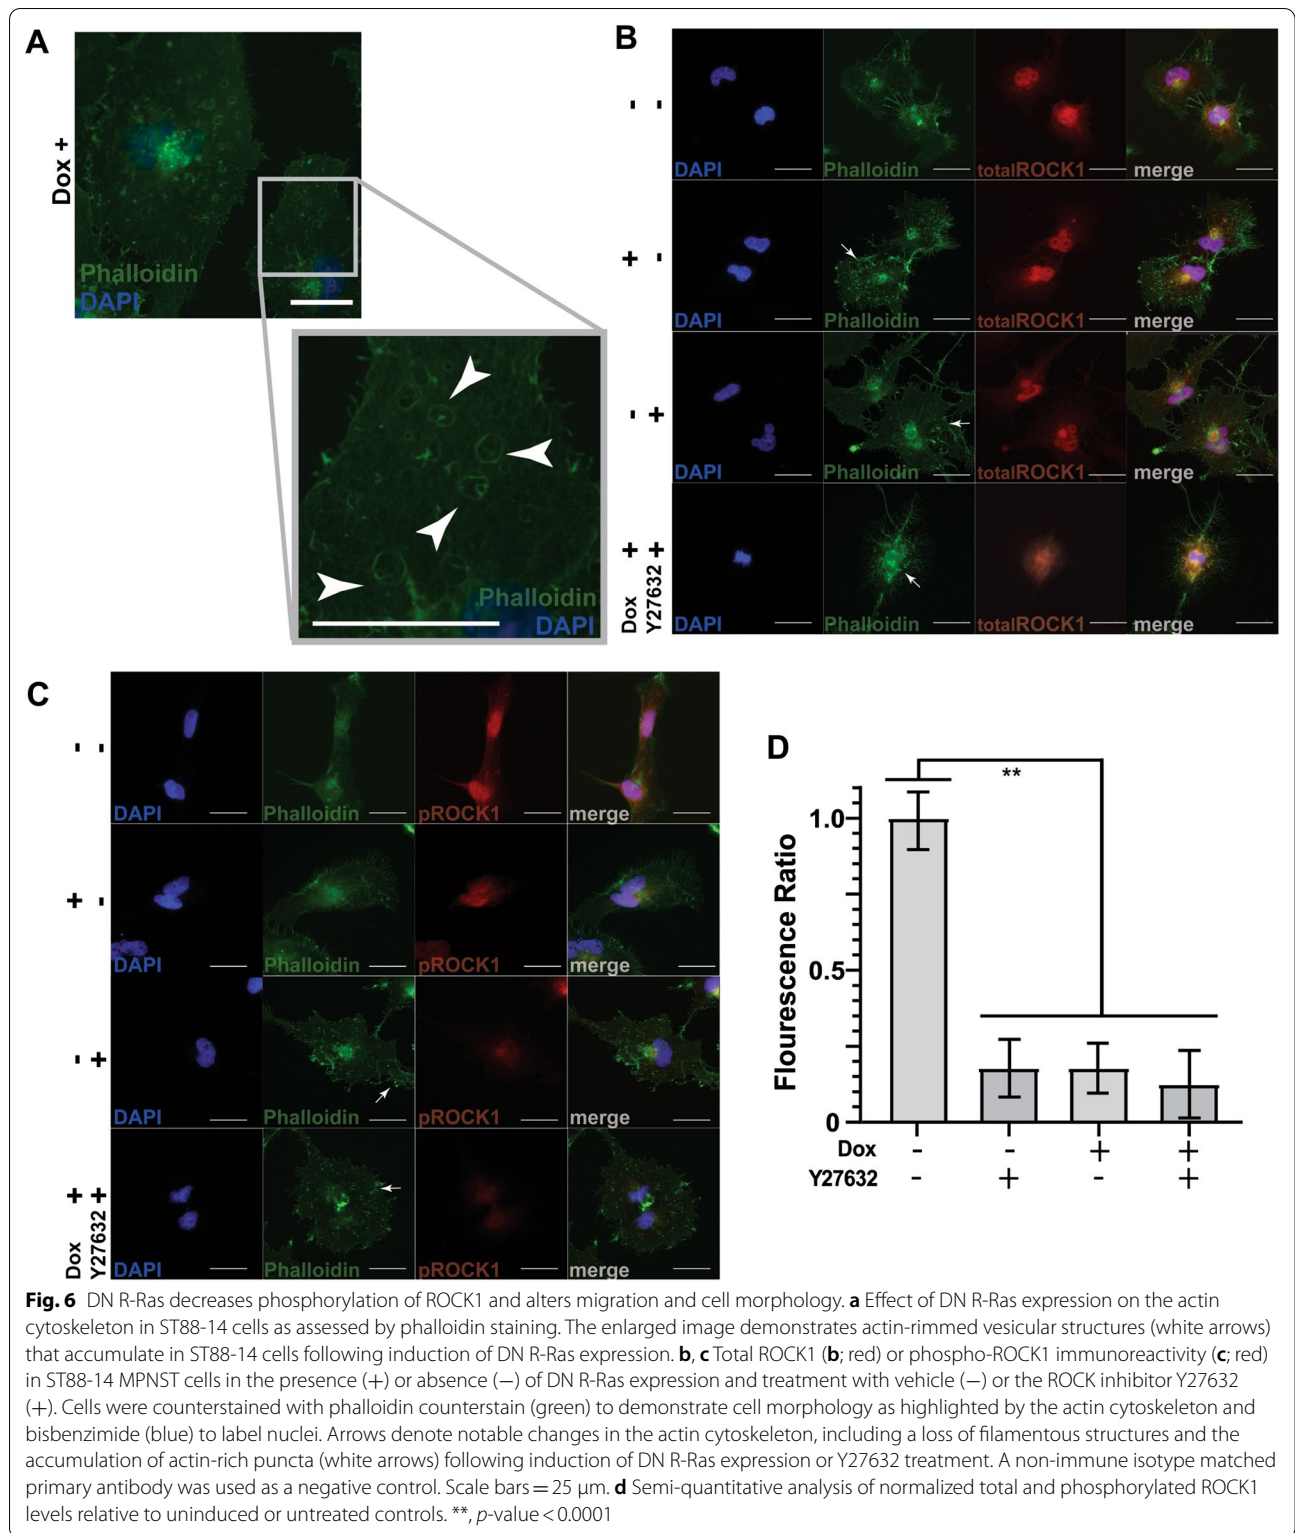 A
Dox +
Phalloidin
DAPI
Phalloidin
DAPI
B
- -
DAPI
Phalloidin
totalROCK1
merge
+ -
DAPI
Phalloidin
totalROCK1
merge
- +
DAPI
Phalloidin
totalROCK1
merge
+ +
DAPI
Phalloidin
totalROCK1
merge
Dox
Y27632
C
- -
DAPI
Phalloidin
pROCK1
merge
+ -
DAPI
Phalloidin
pROCK1
merge
- +
DAPI
Phalloidin
pROCK1
merge
+ +
DAPI
Phalloidin
pROCK1
merge
Dox
Y27632
D
**
Flourescence Ratio
1.0
0.5
0
Dox - - + +
Y27632 - + - +
Fig. 6 DN R-Ras decreases phosphorylation of ROCK1 and alters migration and cell morphology. a Effect of DN R-Ras expression on the actin
cytoskeleton in ST88-14 cells as assessed by phalloidin staining. The enlarged image demonstrates actin-rimmed vesicular structures (white arrows)
that accumulate in ST88-14 cells following induction of DN R-Ras expression. b, c Total ROCK1 (b; red) or phospho-ROCK1 immunoreactivity (c; red)
in ST88-14 MPNST cells in the presence (+) or absence (−) of DN R-Ras expression and treatment with vehicle (−) or the ROCK inhibitor Y27632
(+). Cells were counterstained with phalloidin counterstain (green) to demonstrate cell morphology as highlighted by the actin cytoskeleton and
bisbenzimide (blue) to label nuclei. Arrows denote notable changes in the actin cytoskeleton, including a loss of filamentous structures and the
accumulation of actin-rich puncta (white arrows) following induction of DN R-Ras expression or Y27632 treatment. A non-immune isotype matched
primary antibody was used as a negative control. Scale bars = 25 μm. d Semi-quantitative analysis of normalized total and phosphorylated ROCK1
levels relative to uninduced or untreated controls. **, p-value < 0.0001